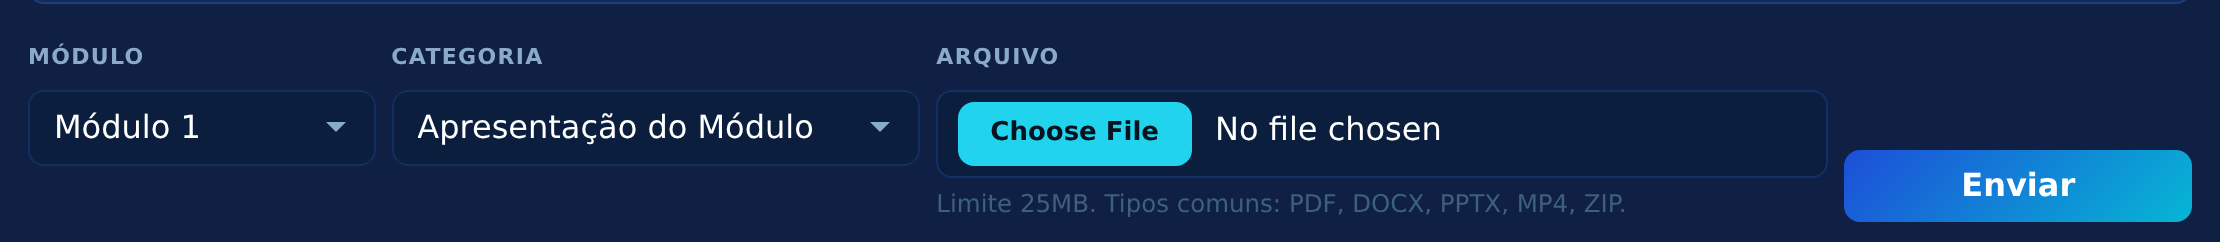 MÓDULO
CATEGORIA
ARQUIVO
Módulo 1
Apresentação do Módulo
Choose File
No file chosen
Enviar
Limite 25MB. Tipos comuns: PDF, DOCX, PPTX, MP4, ZIP.